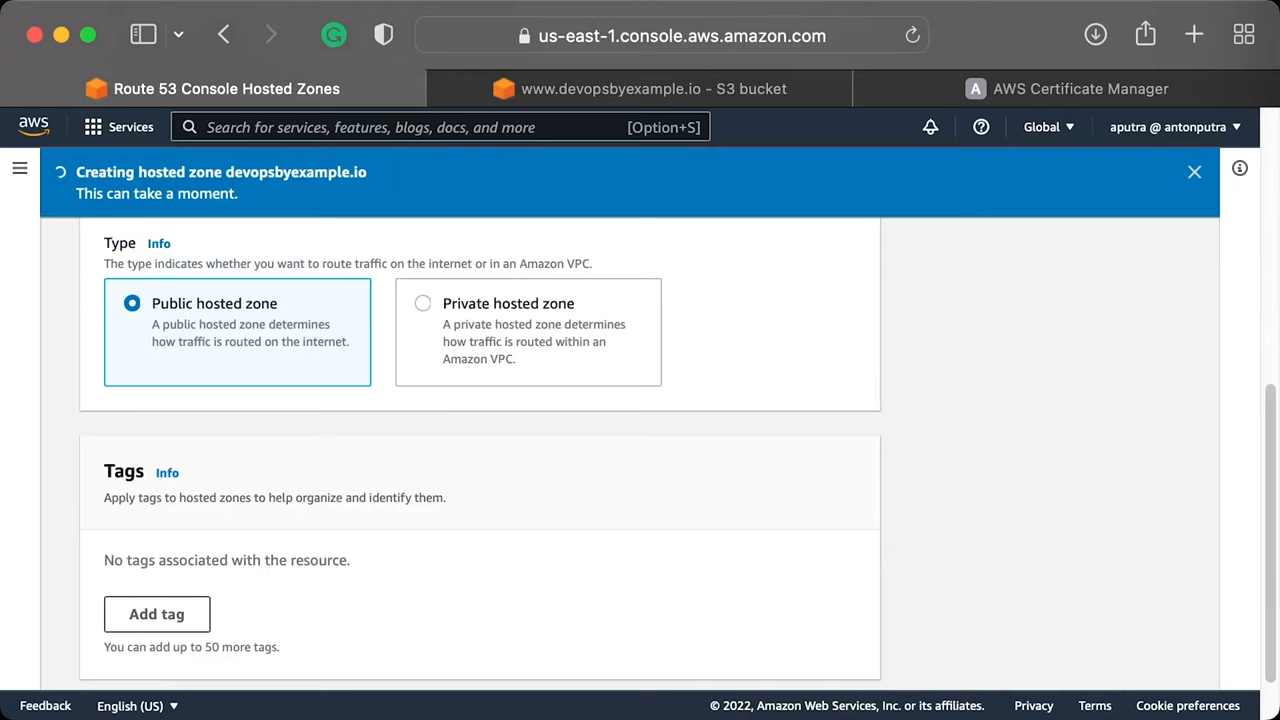 us-east-1.console.aws.amazon.com
Route 53 Console Hosted Zones
www.devopsbyexample.io - S3 bucket
A AWS Certificate Manager
aws Services Search for services, features, blogs, docs, and more [Option+S] Global ▼ aputra @ antonputra ▼
Creating hosted zone devopsbyexample.io
This can take a moment.
Type Info
The type indicates whether you want to route traffic on the internet or in an Amazon VPC.
Public hosted zone
A public hosted zone determines
how traffic is routed on the internet.
Private hosted zone
A private hosted zone determines
how traffic is routed within an
Amazon VPC.
Tags Info
Apply tags to hosted zones to help organize and identify them.
No tags associated with the resource.
Add tag
You can add up to 50 more tags.
Feedback English (US) ▼ © 2022, Amazon Web Services, Inc. or its affiliates. Privacy Terms Cookie preferences